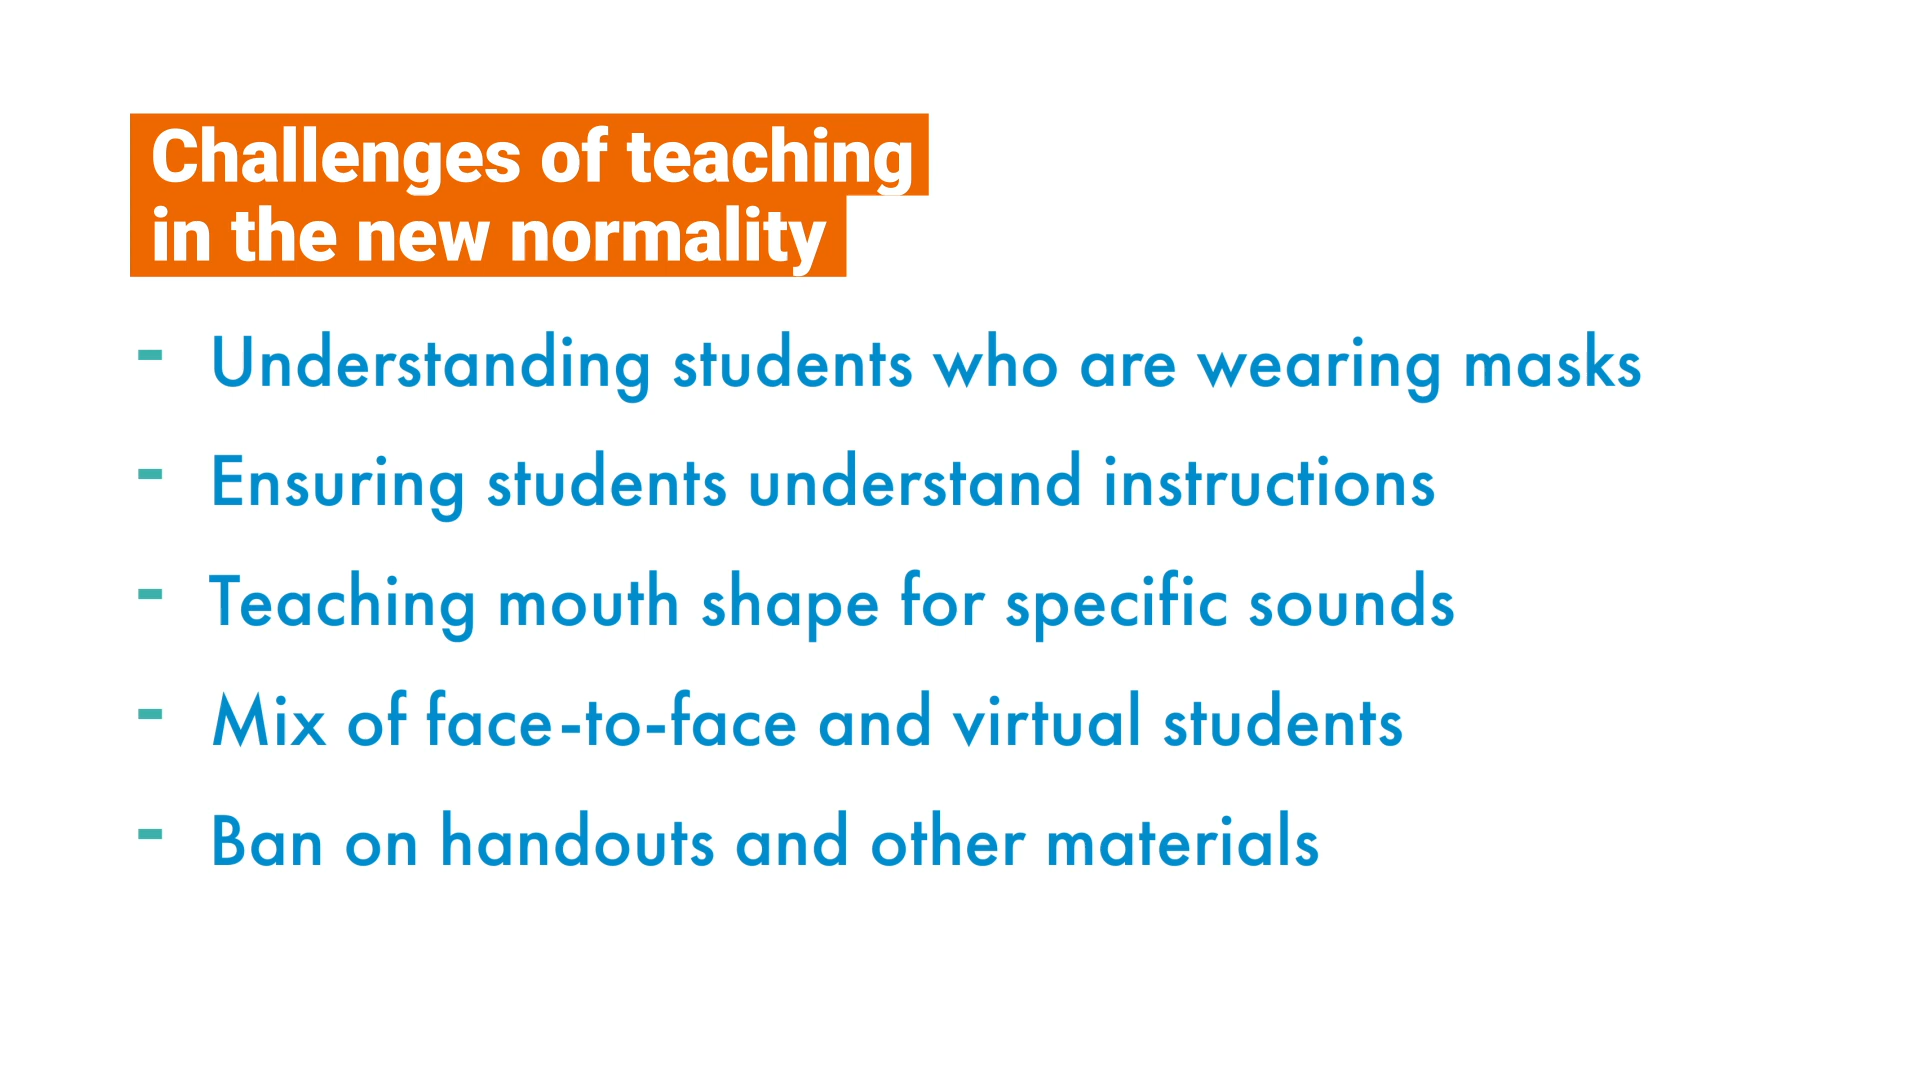 Challenges of teaching
in the new normality
- Understanding students who are wearing masks
- Ensuring students understand instructions
- Teaching mouth shape for specific sounds
- Mix of face-to-face and virtual students
- Ban on handouts and other materials